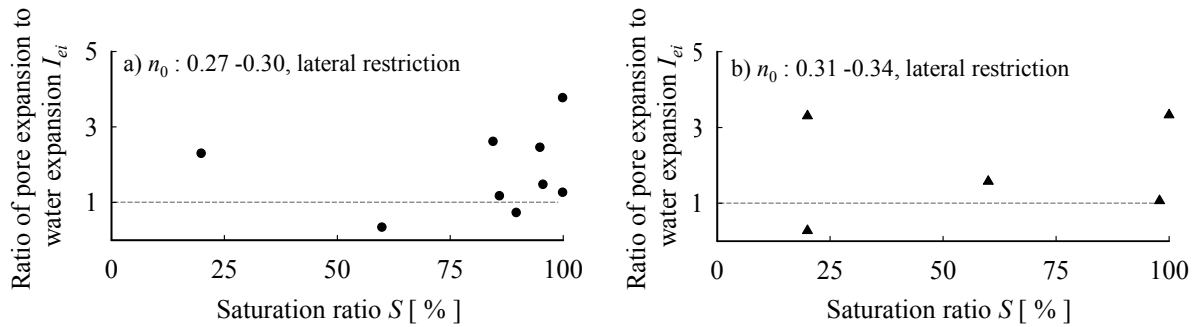 Ratio of pore expansion to
water expansion I_ei
5
3
1
a) n_0 : 0.27 -0.30, lateral restriction
0
25
50
75
100
Saturation ratio S [ % ]
Ratio of pore expansion to
water expansion I_ei
5
3
1
b) n_0 : 0.31 -0.34, lateral restriction
0
25
50
75
100
Saturation ratio S [ % ]